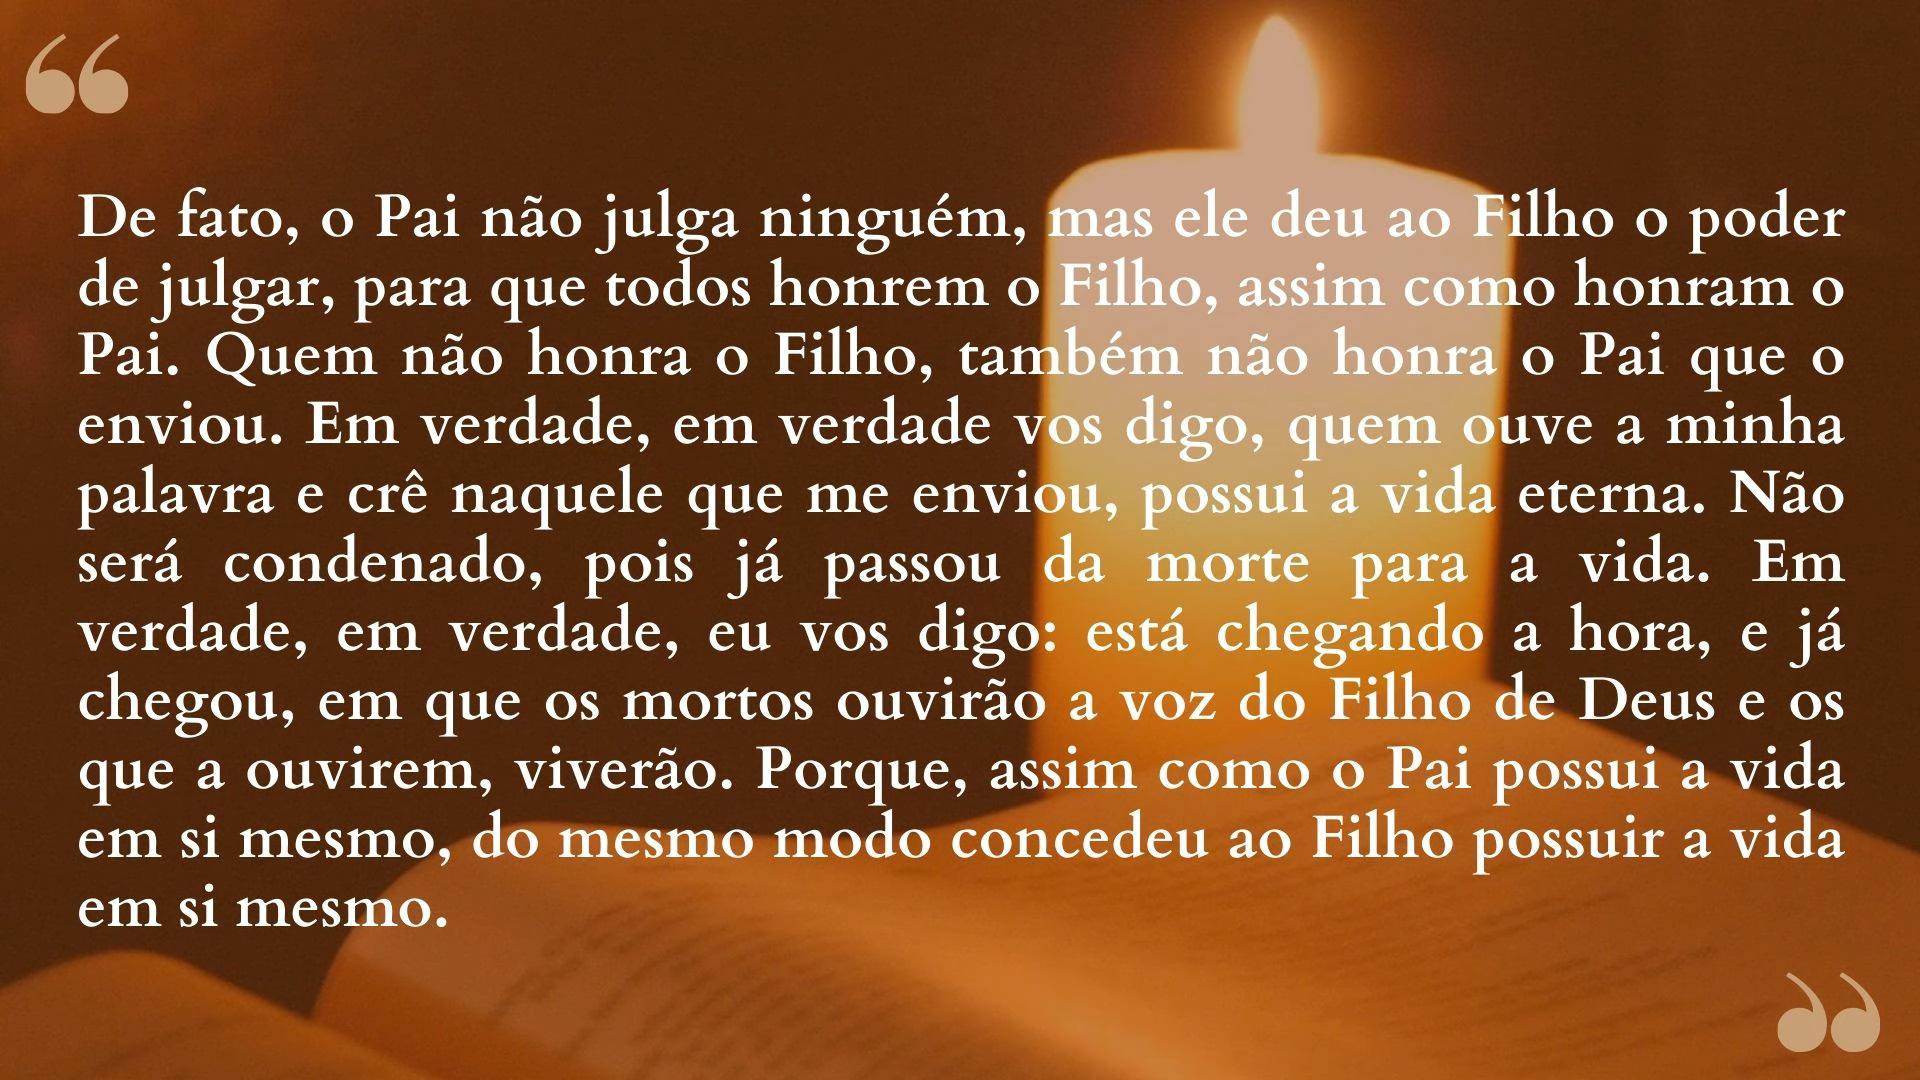 De fato, o Pai não julga ninguém, mas ele deu ao Filho o poder
de julgar, para que todos honrem o Filho, assim como honram o
Pai. Quem não honra o Filho, também não honra o Pai que o
enviou. Em verdade, em verdade vos digo, quem ouve a minha
palavra e crê naquele que me enviou, possui a vida eterna. Não
será condenado, pois já passou da morte para a vida. Em
verdade, em verdade, eu vos digo: está chegando a hora, e já
chegou, em que os mortos ouvirão a voz do Filho de Deus e os
que a ouvirem, viverão. Porque, assim como o Pai possui a vida
em si mesmo, do mesmo modo concedeu ao Filho possuir a vida
em si mesmo.